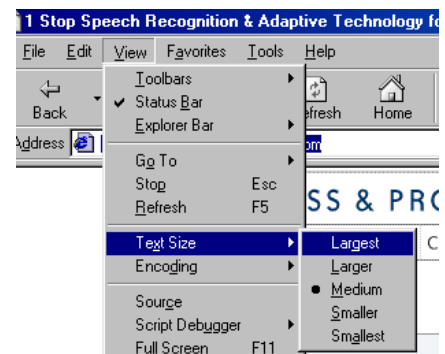 1 Stop Speech Recognition & Adaptive Technology fo
File Edit View Favorites Tools Help
Back
efresh Home
Address
om
Toolbars
Status Bar
Explorer Bar
Go To
Stop Esc
Refresh F5
SS & PRO
Text Size
Encoding
Largest
Larger
Medium
Smaller
Smallest
C
Source
Script Debugger
Full Screen F11